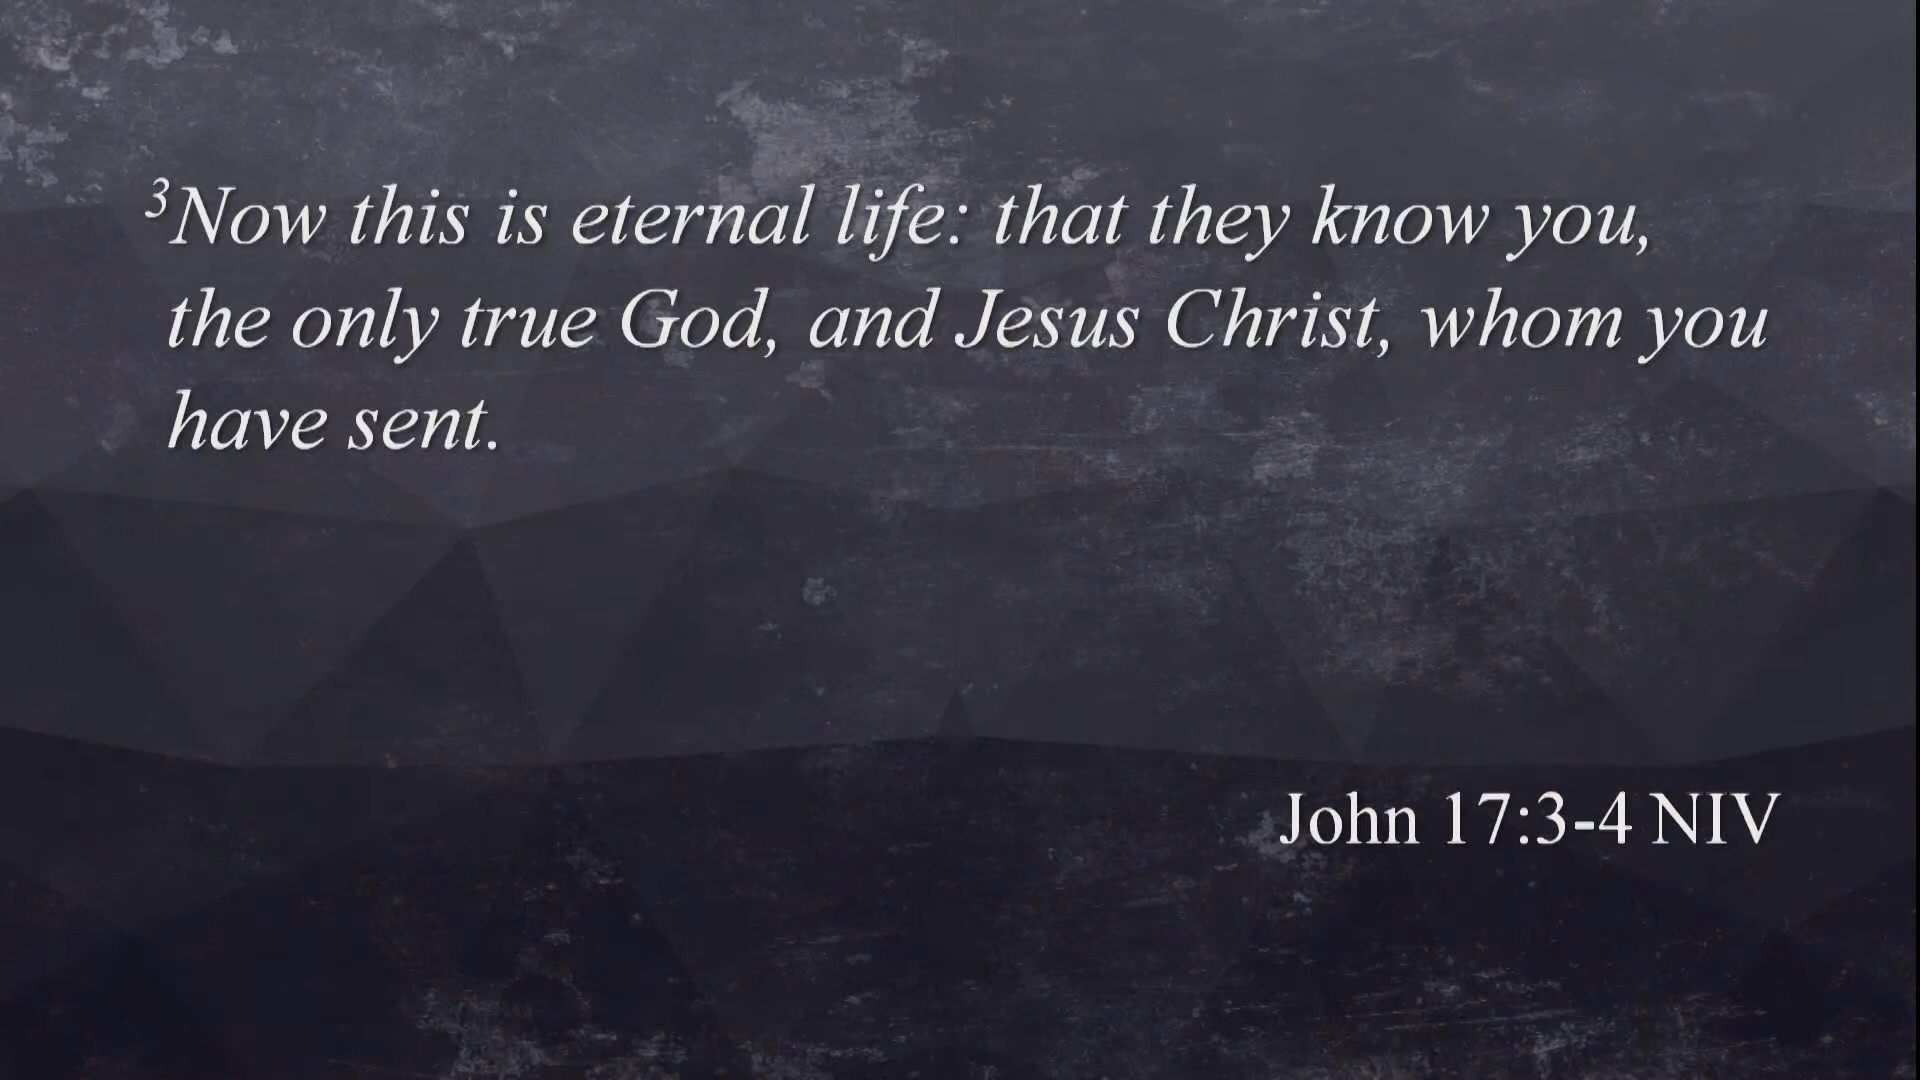 ³Now this is eternal life: that they know you,
the only true God, and Jesus Christ, whom you
have sent.
John 17:3-4 NIV